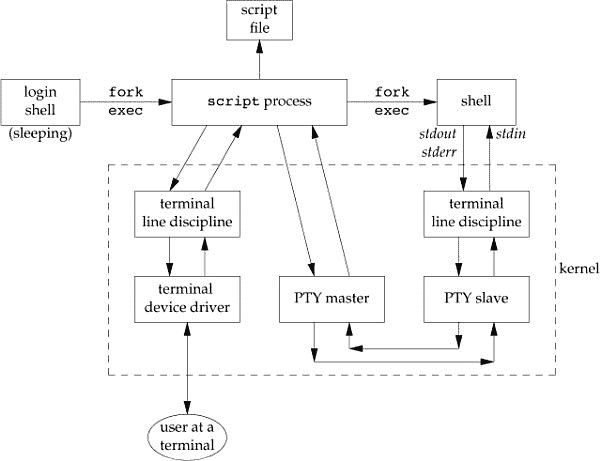 script
file
login
shell
(sleeping)
fork
exec
script process
fork
exec
shell
stdout
stderr
stdin
terminal
line discipline
terminal
line discipline
kernel
terminal
device driver
PTY master
PTY slave
user at a
terminal